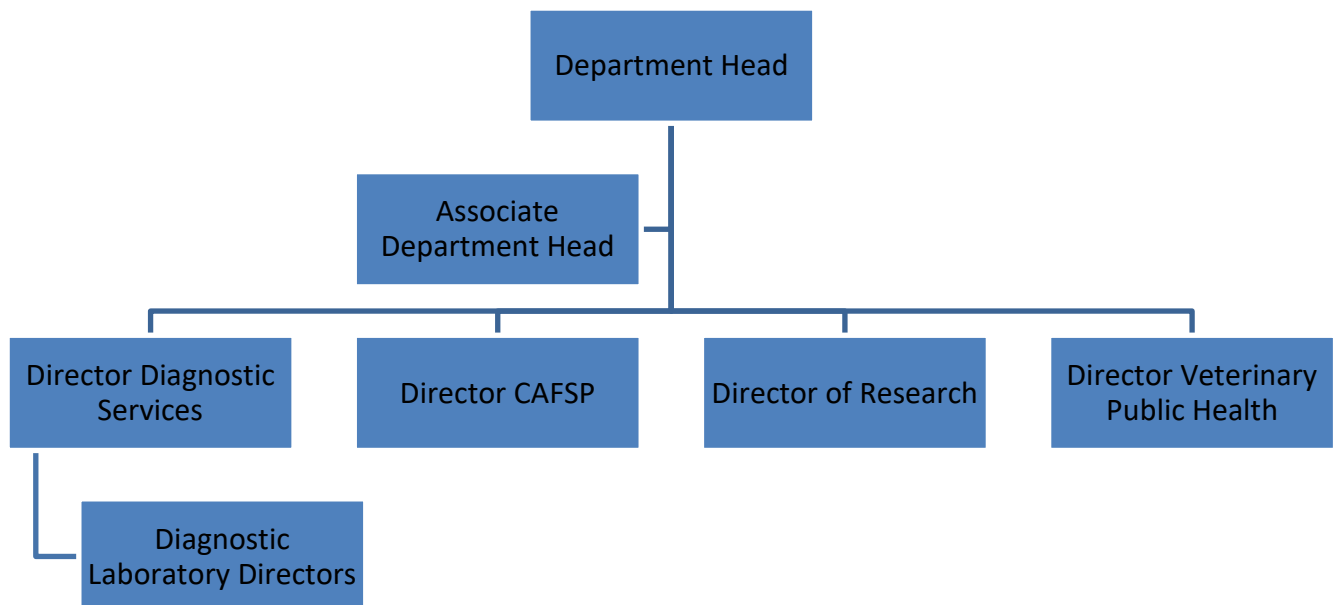 Department Head
Associate
Department Head
Director Diagnostic
Services
Director CAFSP
Director of Research
Director Veterinary
Public Health
Diagnostic
Laboratory Directors